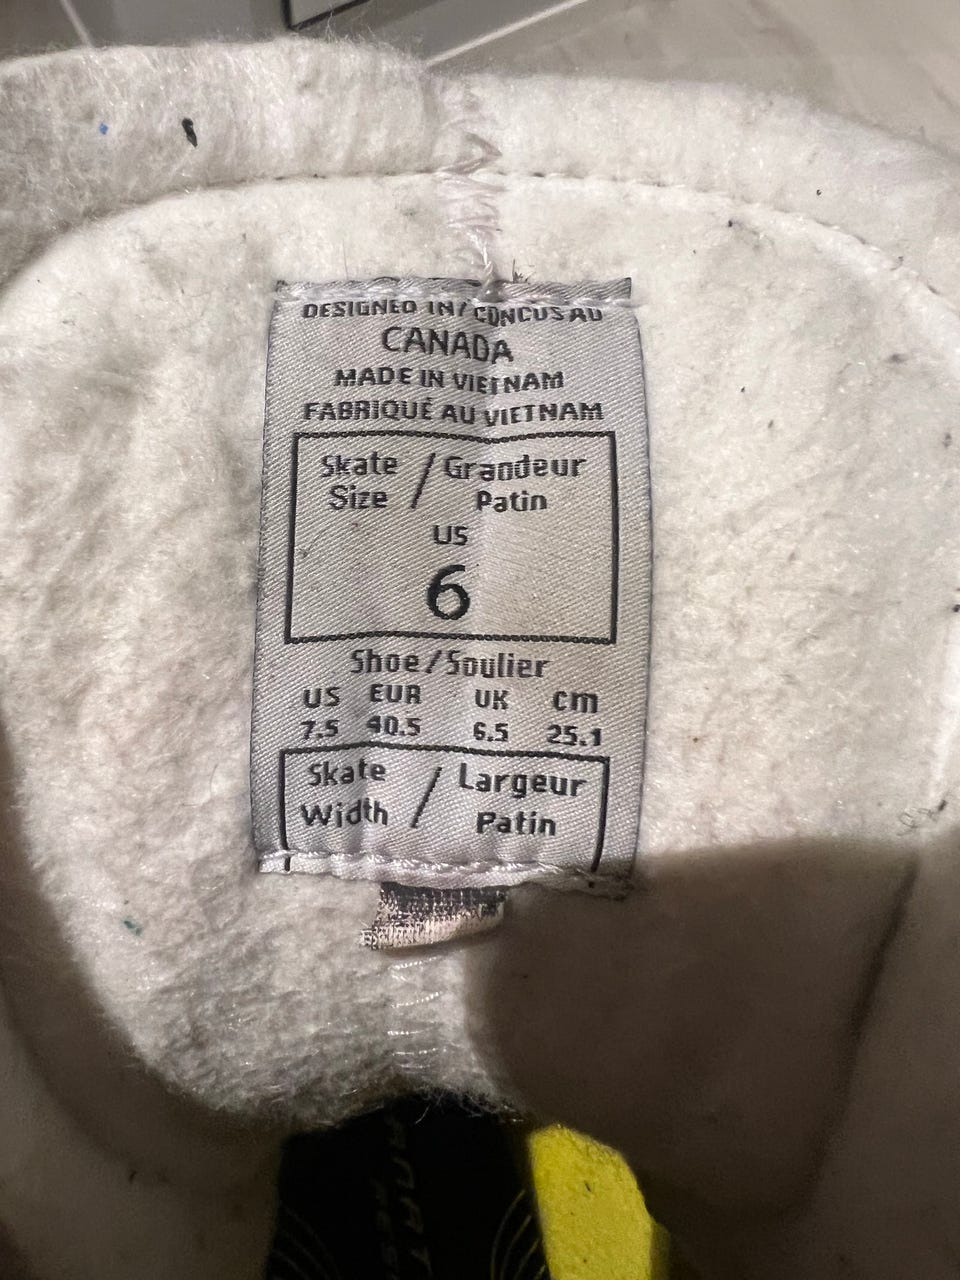 DESIGNED IN / CONCUS AU
CANADA
MADE IN VIETNAM
FABRIQUÉ AU VIETNAM
Skate / Grandeur
Size / Patin
US
6
Shoe / Soulier
US EUR UK cm
7.5 40.5 6.5 25.1
Skate / Largeur
Width / Patin